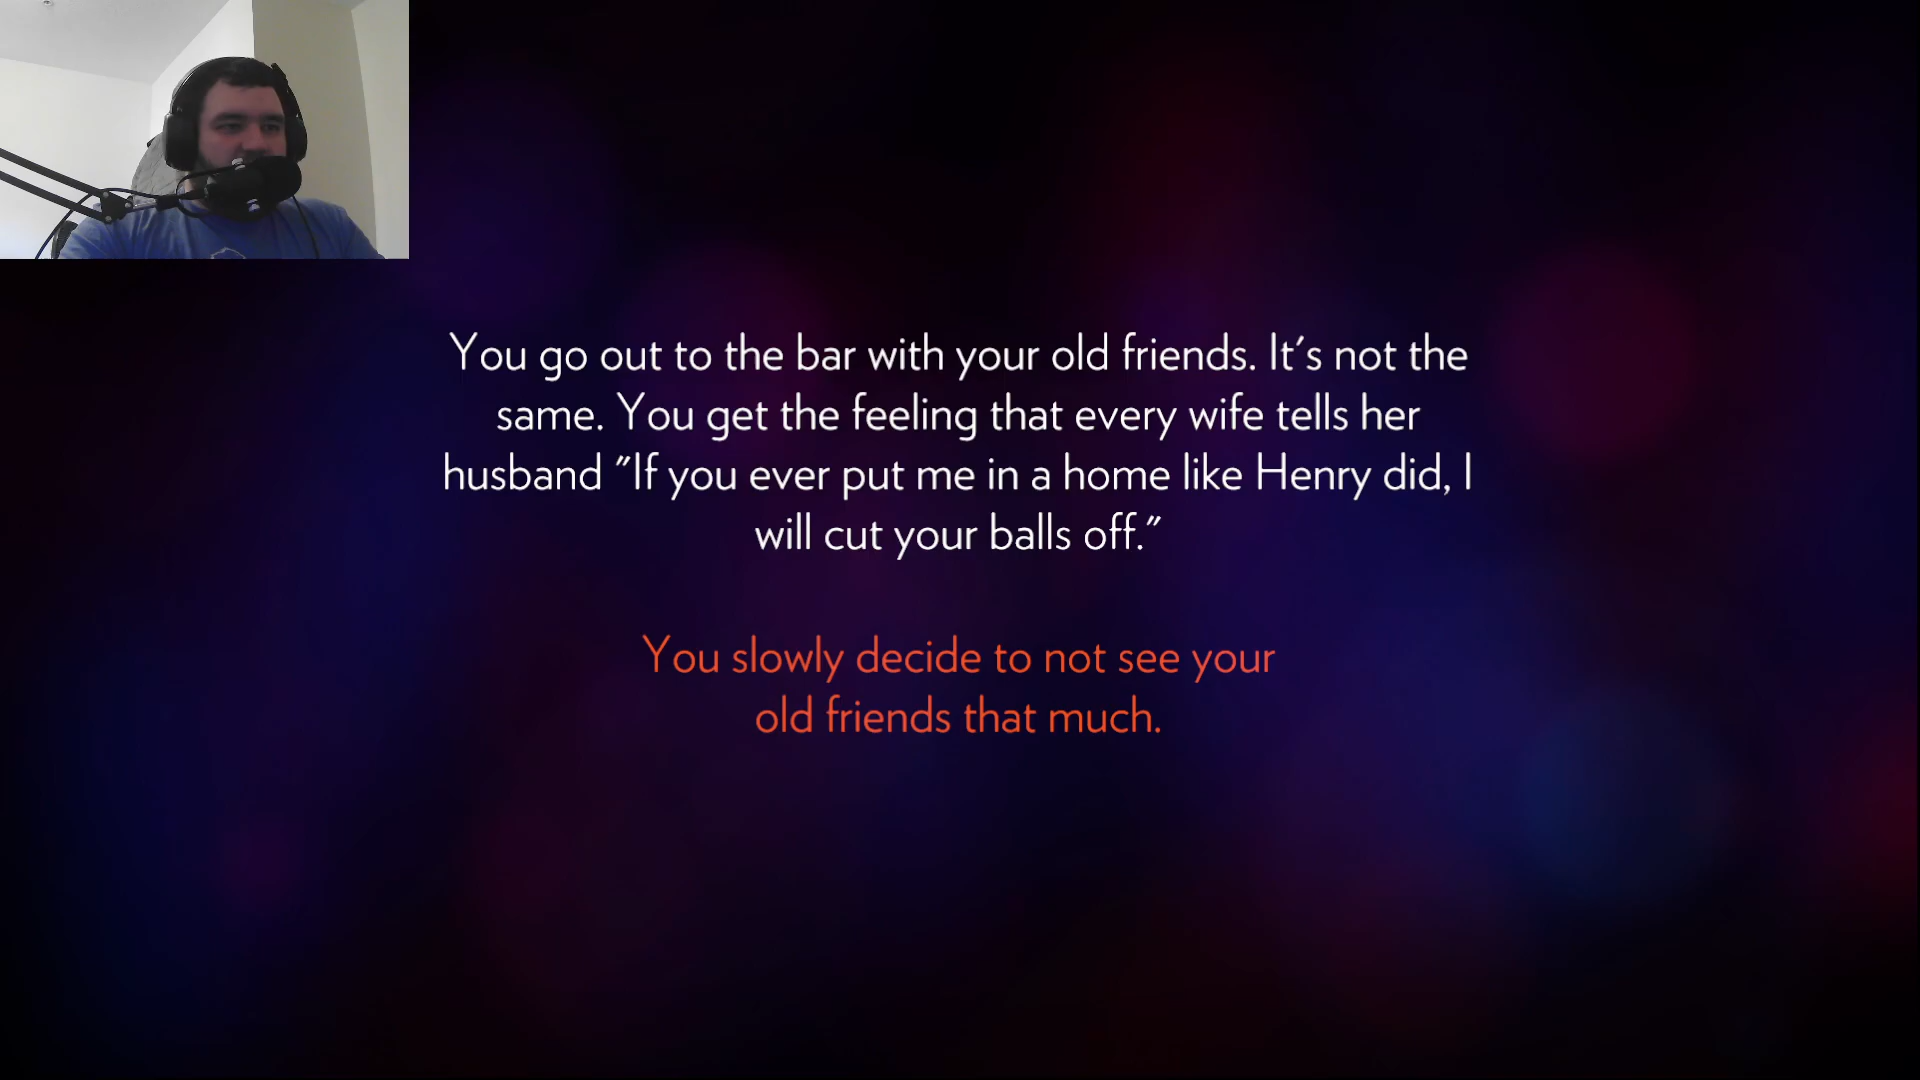 You go out to the bar with your old friends. It's not the
same. You get the feeling that every wife tells her
husband "If you ever put me in a home like Henry did, I
will cut your balls off."
You slowly decide to not see your
old friends that much.